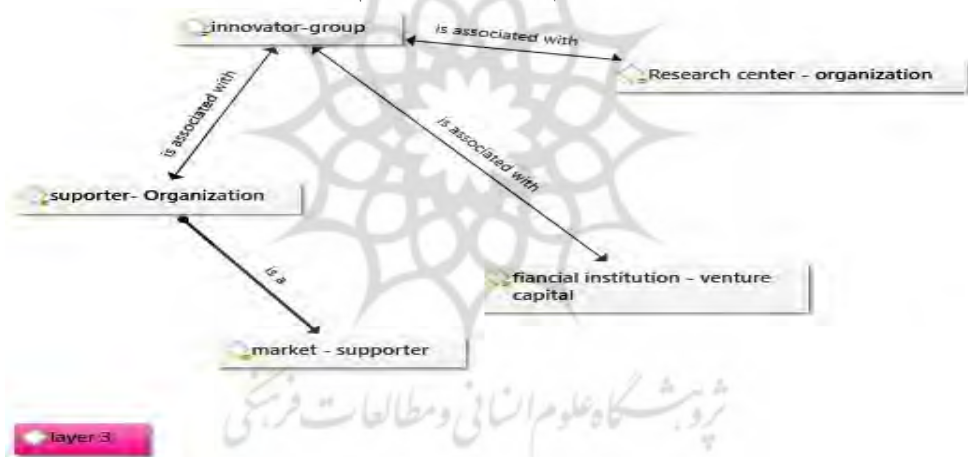 innovator-group
is associated with
Research center - organization
is associated with
is associated with
suporter- Organization
is a
fiancial institution - venture
capital
market - supporter
پژوهشگاه علوم انسانی و مطالعات فرهنگی
layer 3